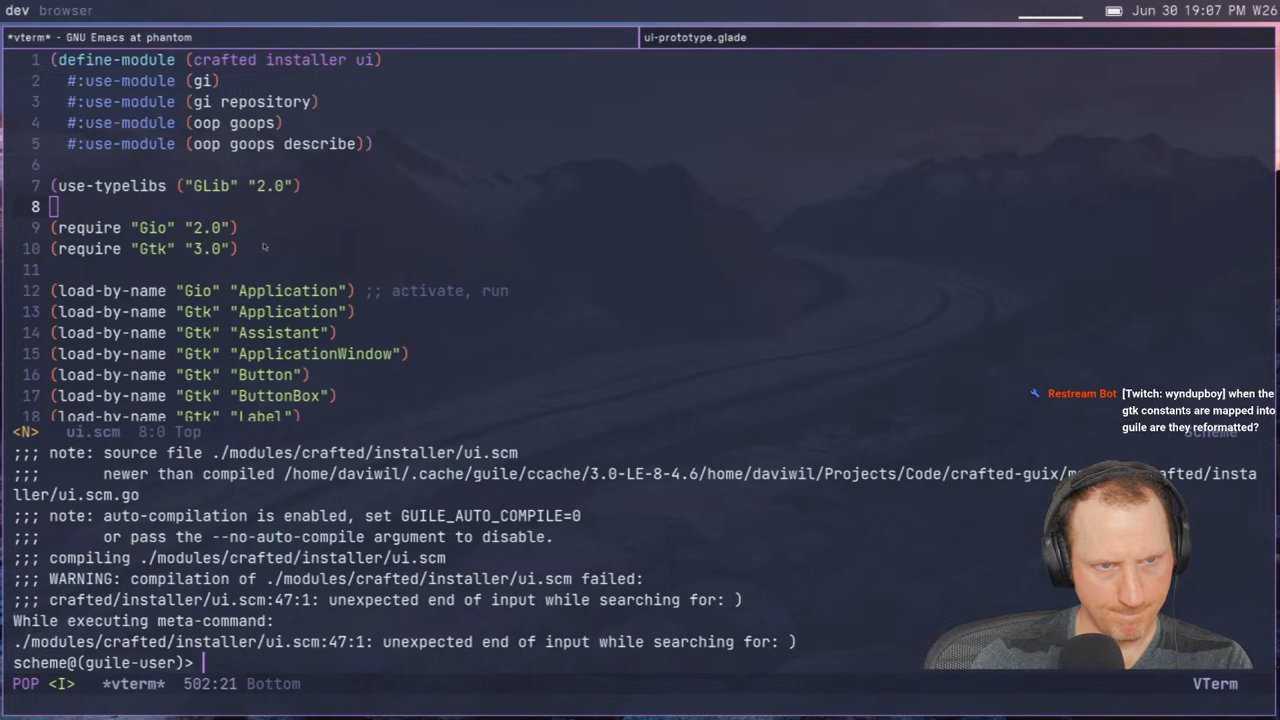 dev browser
Jun 30 19:07 PM W26
*vterm* - GNU Emacs at phantom
ui-prototype.glade
1 (define-module (crafted installer ui)
2 #:use-module (gi)
3 #:use-module (gi repository)
4 #:use-module (oop goops)
5 #:use-module (oop goops describe))
6
7 (use-typelibs ("GLib" "2.0")
8
9 (require "Gio" "2.0")
10 (require "Gtk" "3.0")
11
12 (load-by-name "Gio" "Application") ;; activate, run
13 (load-by-name "Gtk" "Application")
14 (load-by-name "Gtk" "Assistant")
15 (load-by-name "Gtk" "ApplicationWindow")
16 (load-by-name "Gtk" "Button")
17 (load-by-name "Gtk" "ButtonBox")
18 (load-by-name "Gtk" "Label")
Restream Bot [Twitch: wyndupboy] when the
gtk constants are mapped into
guile are they reformatted?
<N> ui.scm 8:0 Top Scheme
;;; note: source file ./modules/crafted/installer/ui.scm
;;; newer than compiled /home/daviwil/.cache/guile/ccache/3.0-LE-8-4.6/home/daviwil/Projects/Code/crafted-guix/
ller/ui.scm.go
;;; note: auto-compilation is enabled, set GUILE_AUTO_COMPILE=0
;;; or pass the --no-auto-compile argument to disable.
;;; compiling ./modules/crafted/installer/ui.scm
;;; WARNING: compilation of ./modules/crafted/installer/ui.scm failed:
;;; crafted/installer/ui.scm:47:1: unexpected end of input while searching for: )
While executing meta-command:
./modules/crafted/installer/ui.scm:47:1: unexpected end of input while searching for: )
scheme@(guile-user)>
POP <I> *vterm* 502:21 Bottom VTerm